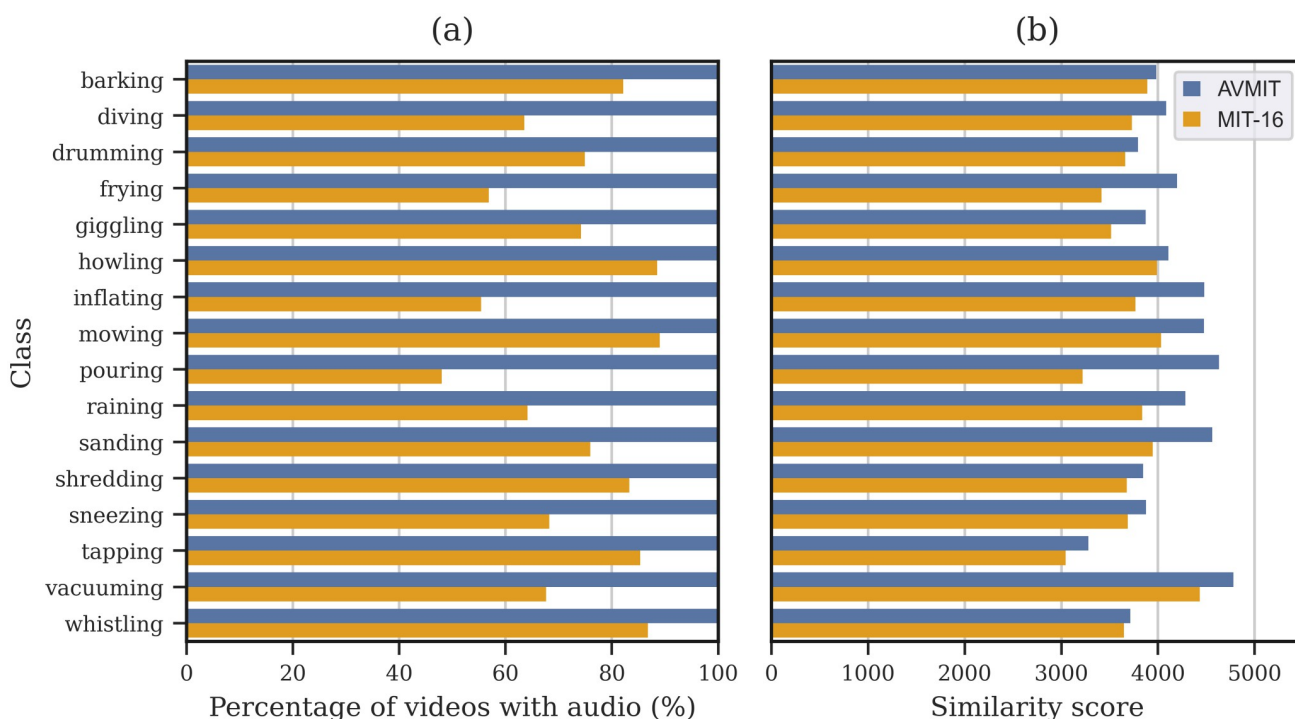 (a)
(b)
Class
barking
diving
drumming
frying
giggling
howling
inflating
mowing
pouring
raining
sanding
shredding
sneezing
tapping
vacuuming
whistling
AVMIT
MIT-16
0 20 40 60 80 100
0 1000 2000 3000 4000 5000
Percentage of videos with audio (%)
Similarity score